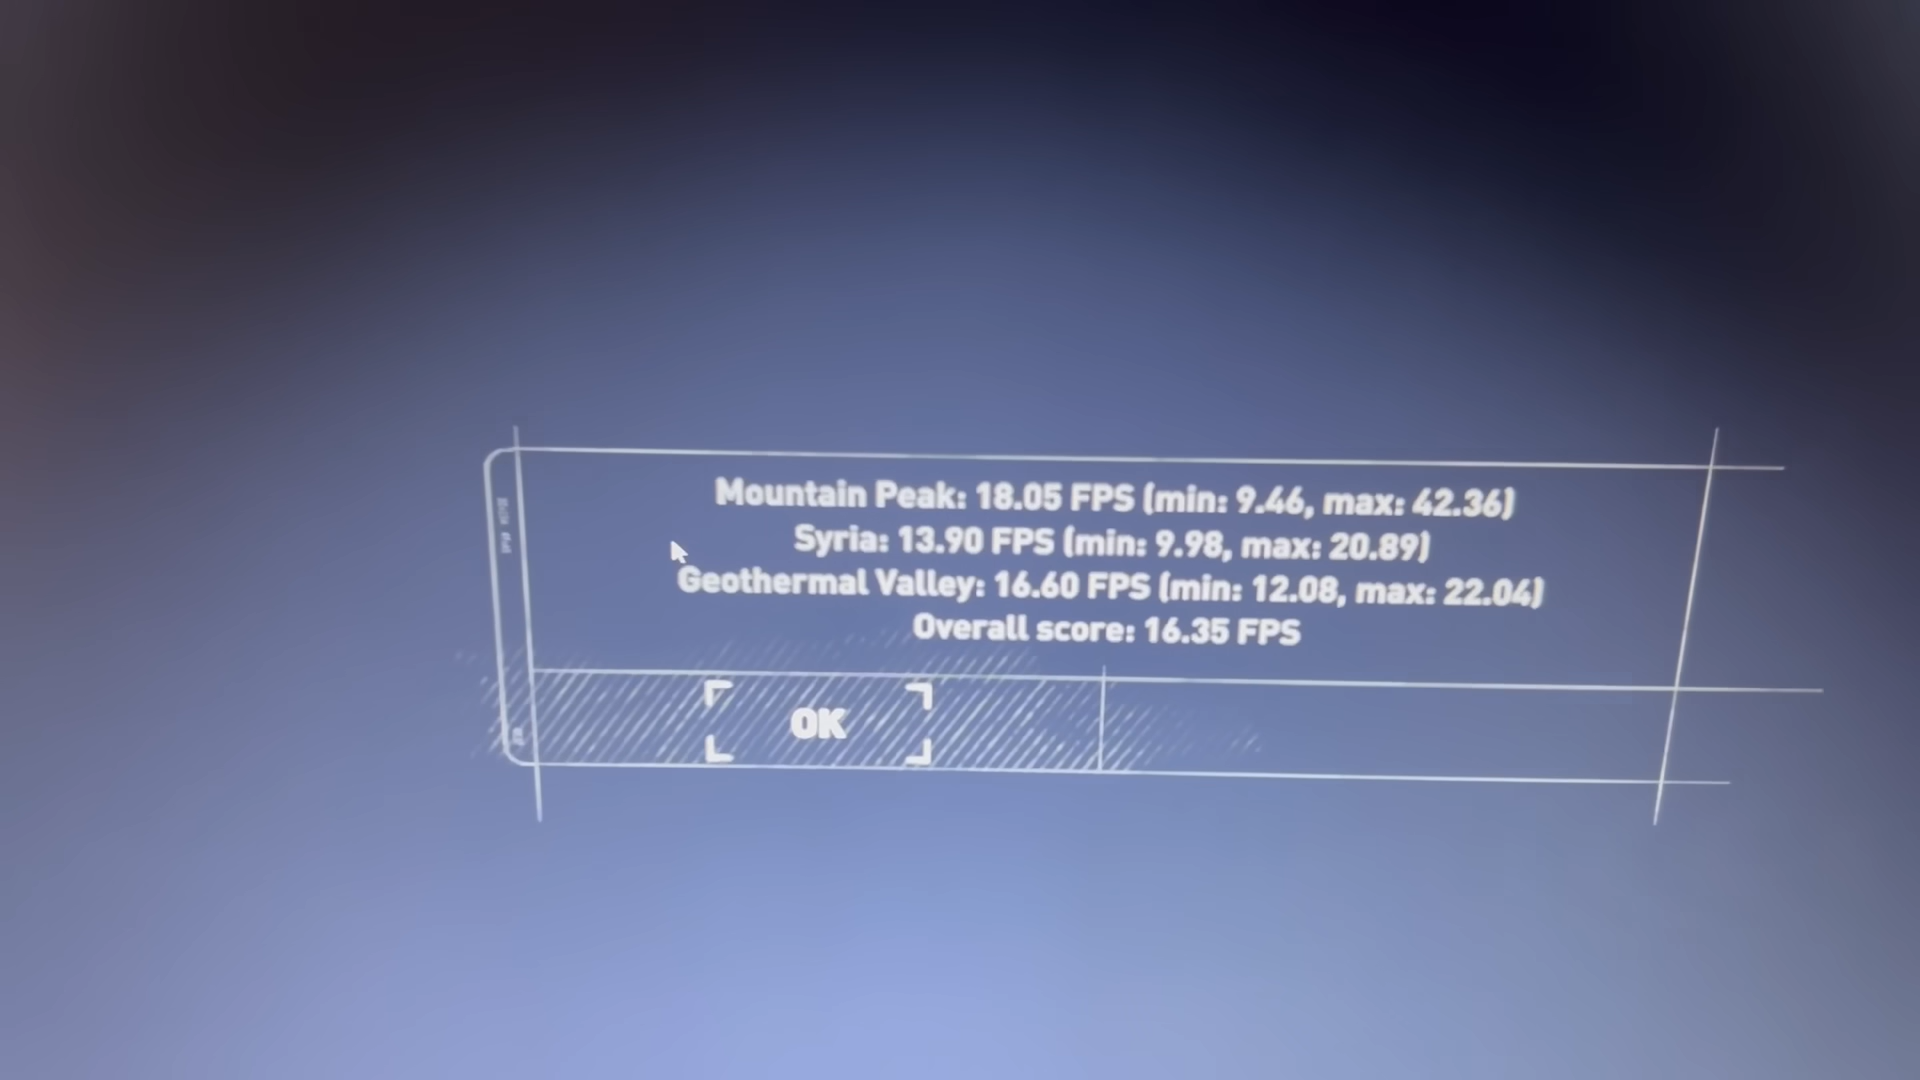 Mountain Peak: 18.05 FPS (min: 9.46, max: 42.36)
Syria: 13.90 FPS (min: 9.98, max: 20.89)
Geothermal Valley: 16.60 FPS (min: 12.08, max: 22.04)
Overall score: 16.35 FPS
OK